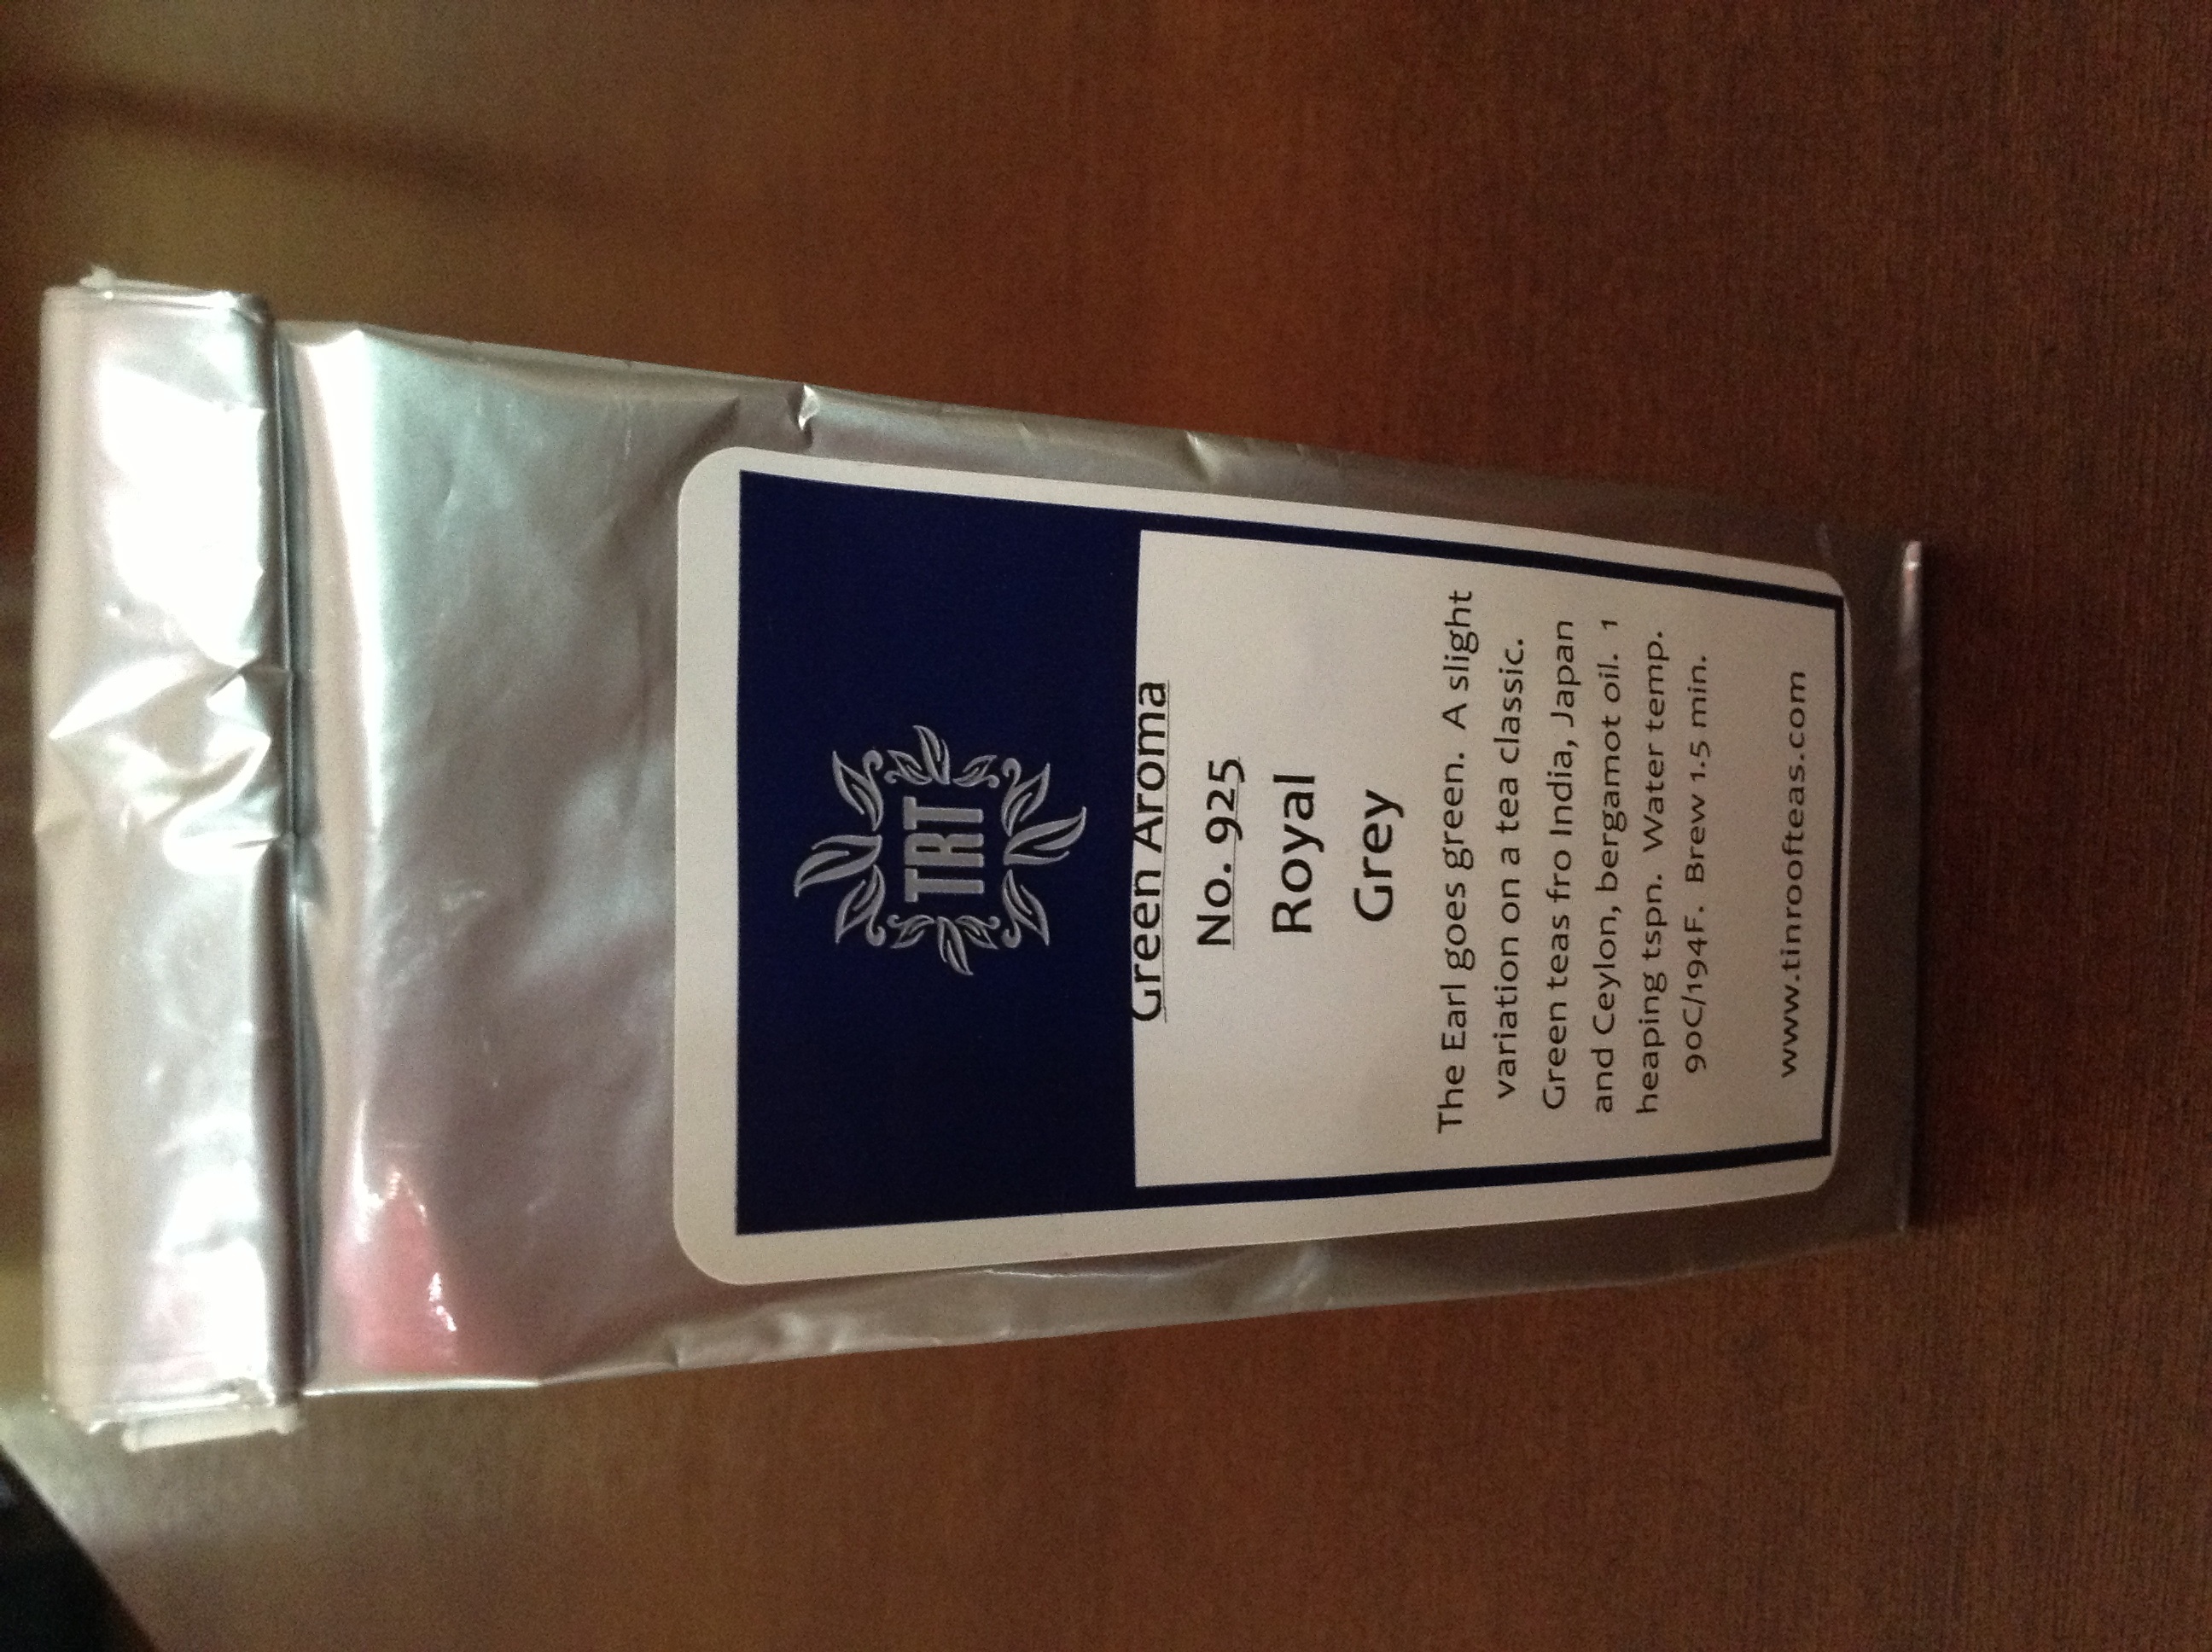 TRT
Green Aroma
No. 925
Royal
Grey
The Earl goes green. A slight
variation on a tea classic.
Green teas fro India, Japan
and Ceylon, bergamot oil. 1
heaping tspn. Water temp.
90C/194F. Brew 1.5 min.
www.tinroofteas.com